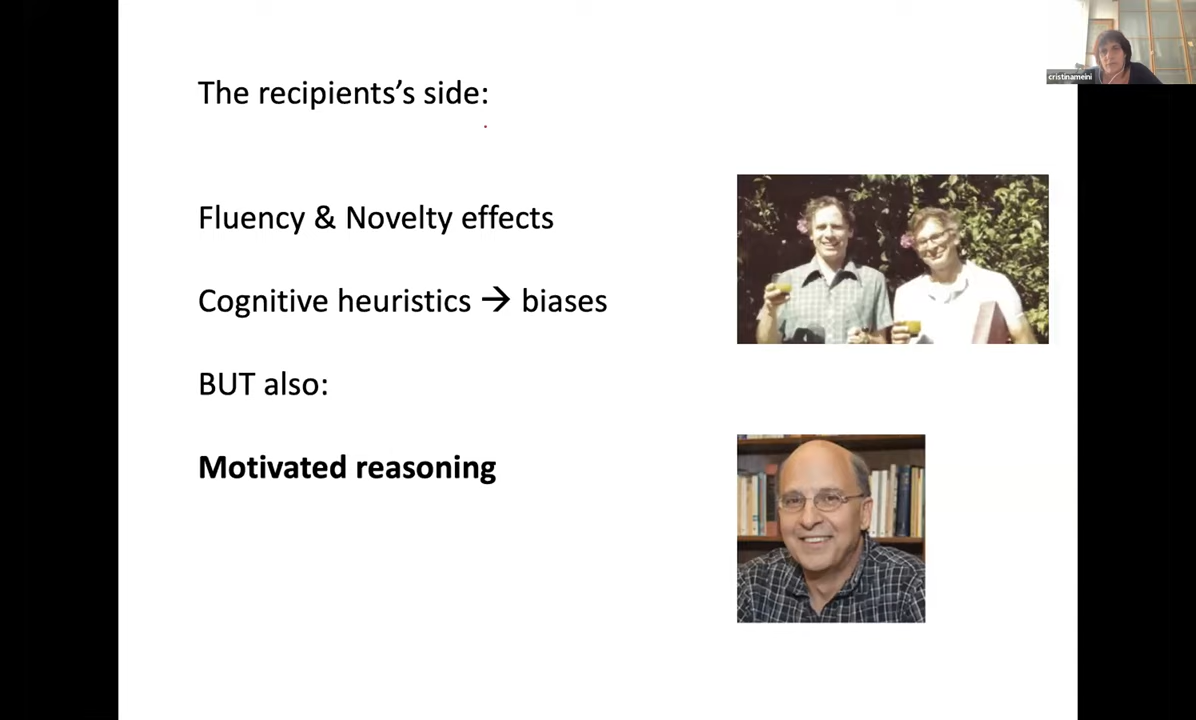 The recipients's side:
cristinameini
Fluency & Novelty effects
Cognitive heuristics → biases
BUT also:
Motivated reasoning